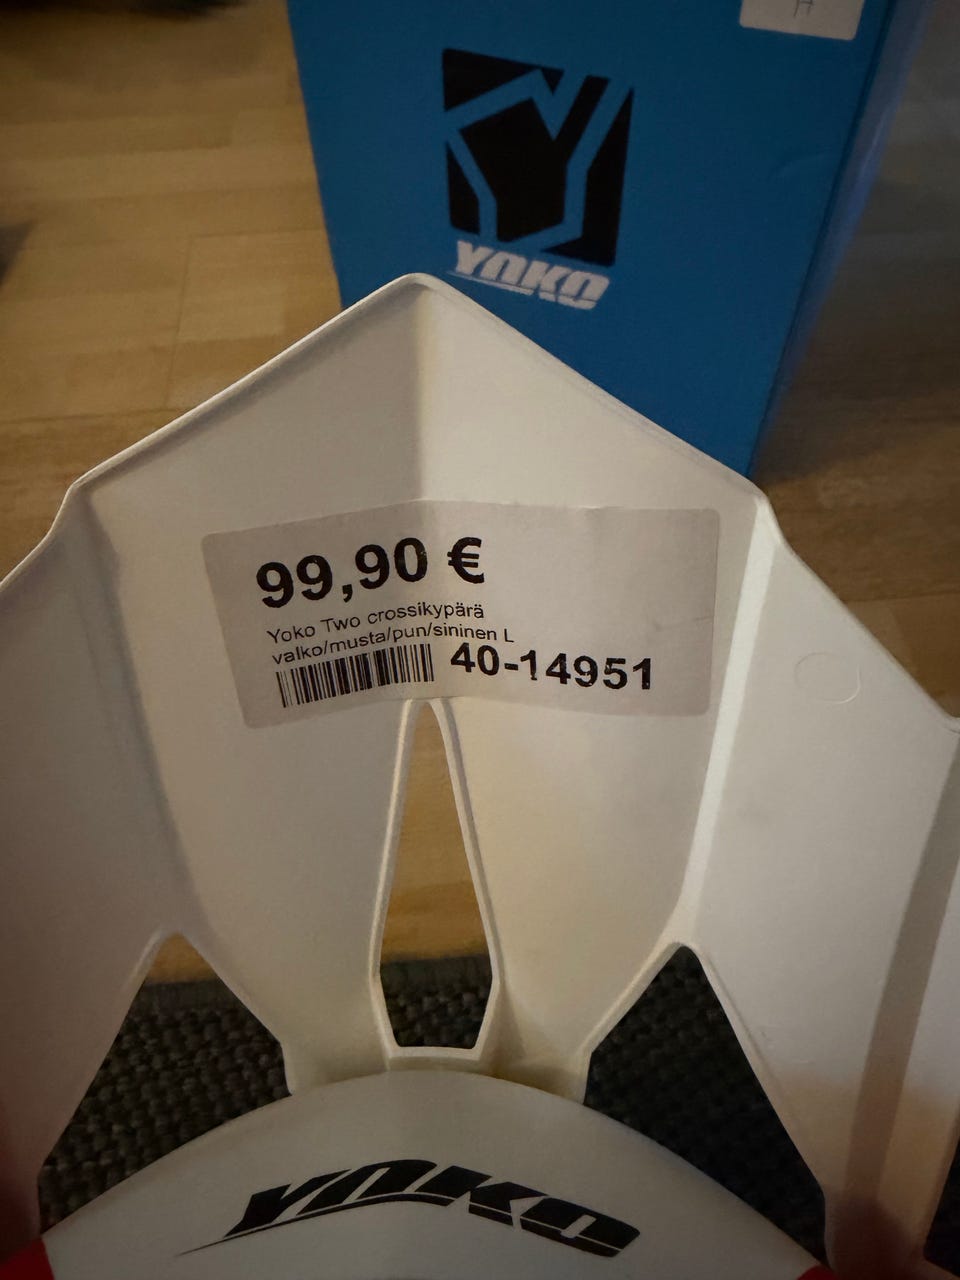 YOKO
99,90 €
Yoko Two crossikypärä
valko/musta/pun/sininen L
40-14951
YOKO